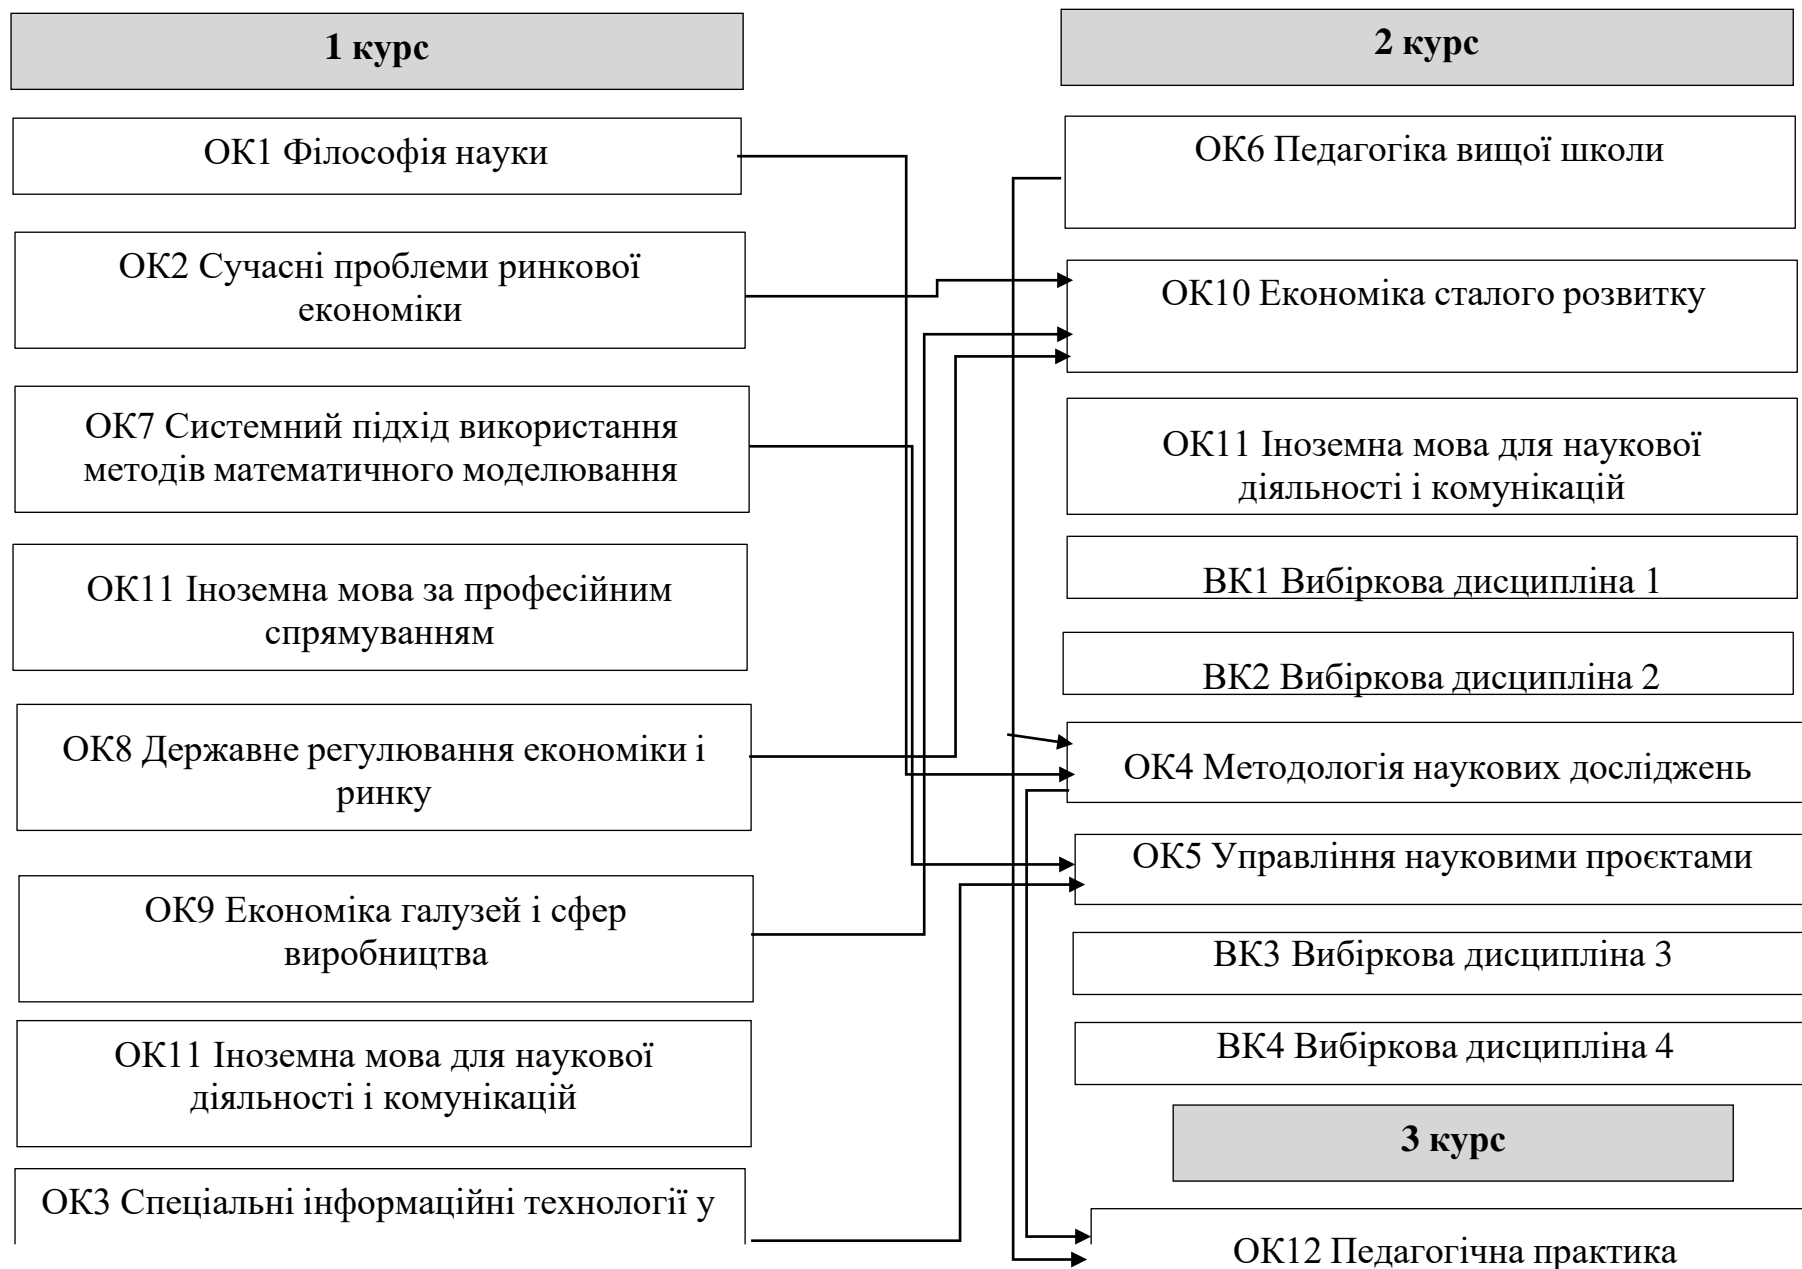 1 курс
ОК1 Філософія науки
ОК2 Сучасні проблеми ринкової
економіки
ОК7 Системний підхід використання
методів математичного моделювання
ОК11 Іноземна мова за професійним
спрямуванням
ОК8 Державне регулювання економіки і
ринку
ОК9 Економіка галузей і сфер
виробництва
ОК11 Іноземна мова для наукової
діяльності і комунікацій
ОК3 Спеціальні інформаційні технології у
2 курс
ОК6 Педагогіка вищої школи
ОК10 Економіка сталого розвитку
ОК11 Іноземна мова для наукової
діяльності і комунікацій
ВК1 Вибіркова дисципліна 1
ВК2 Вибіркова дисципліна 2
ОК4 Методологія наукових досліджень
ОК5 Управління науковими проєктами
ВК3 Вибіркова дисципліна 3
ВК4 Вибіркова дисципліна 4
3 курс
ОК12 Педагогічна практика